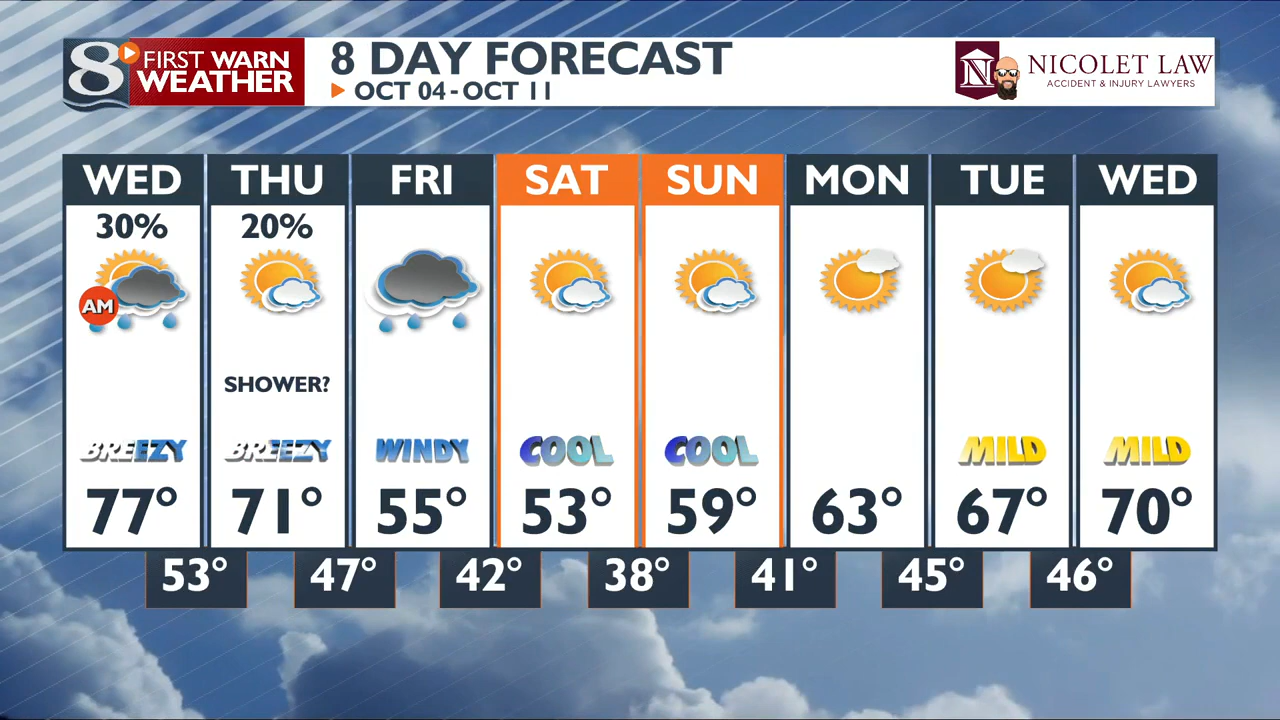 8 FIRST WARN
WEATHER
8 DAY FORECAST
OCT 04 - OCT 11
N NICOLET LAW
ACCIDENT & INJURY LAWYERS
WED THU FRI SAT SUN MON TUE WED
30% 20%
AM
SHOWER?
BREEZY BREEZY WINDY COOL COOL MILD MILD
77° 71° 55° 53° 59° 63° 67° 70°
53° 47° 42° 38° 41° 45° 46°